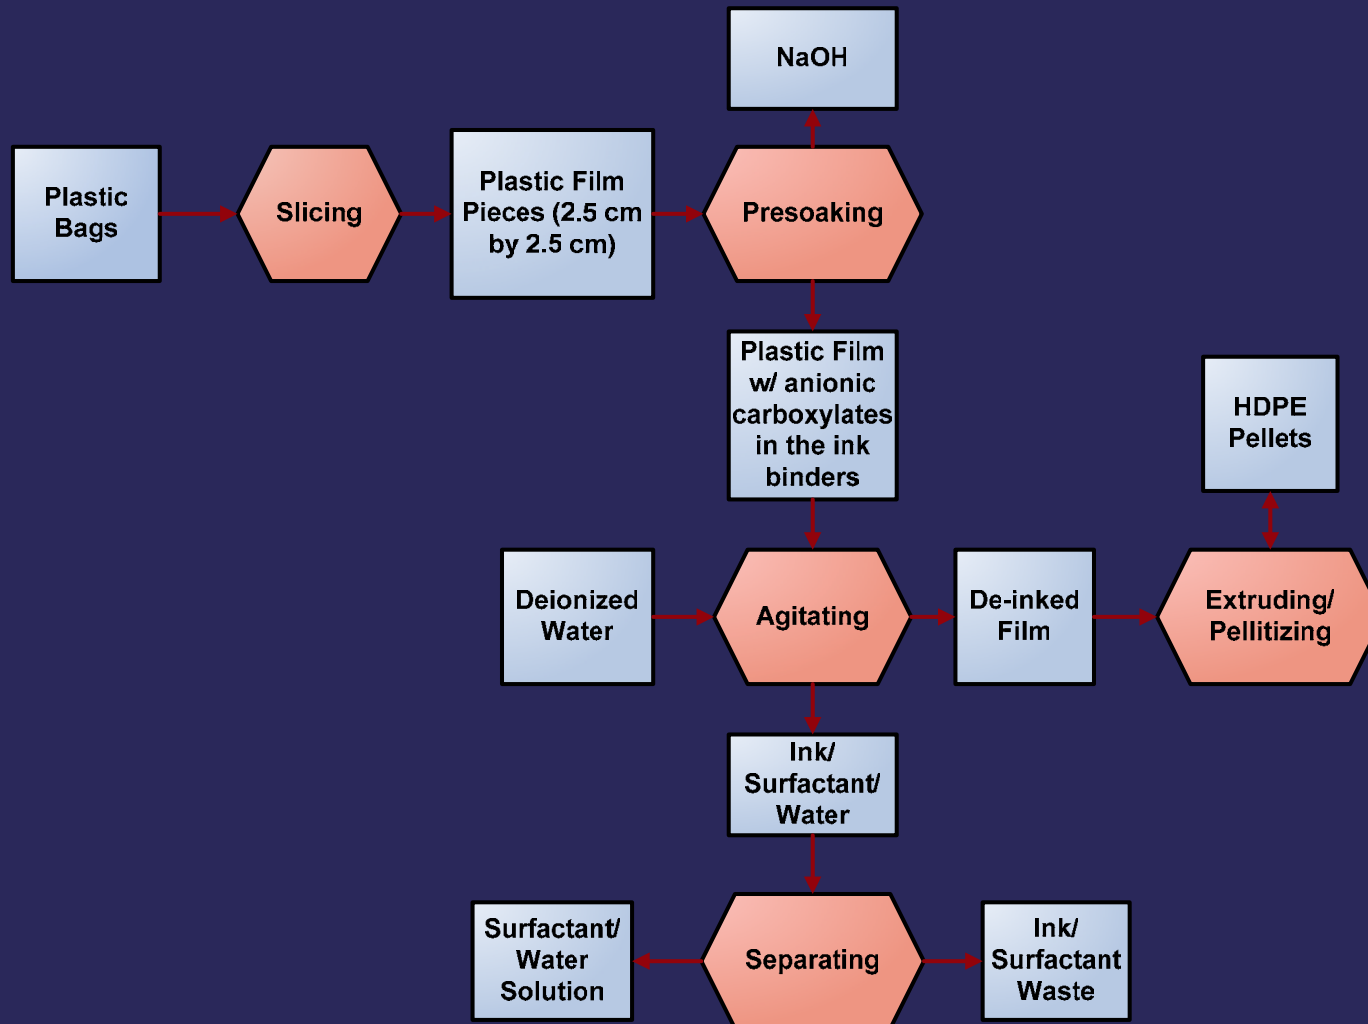 NaOH
Plastic
Bags
Slicing
Plastic Film
Pieces (2.5 cm
by 2.5 cm)
Presoaking
Plastic Film
w/ anionic
carboxylates
in the ink
binders
HDPE
Pellets
Deionized
Water
Agitating
De-inked
Film
Extruding/
Pellitizing
Ink/
Surfactant/
Water
Surfactant/
Water
Solution
Separating
Ink/
Surfactant
Waste